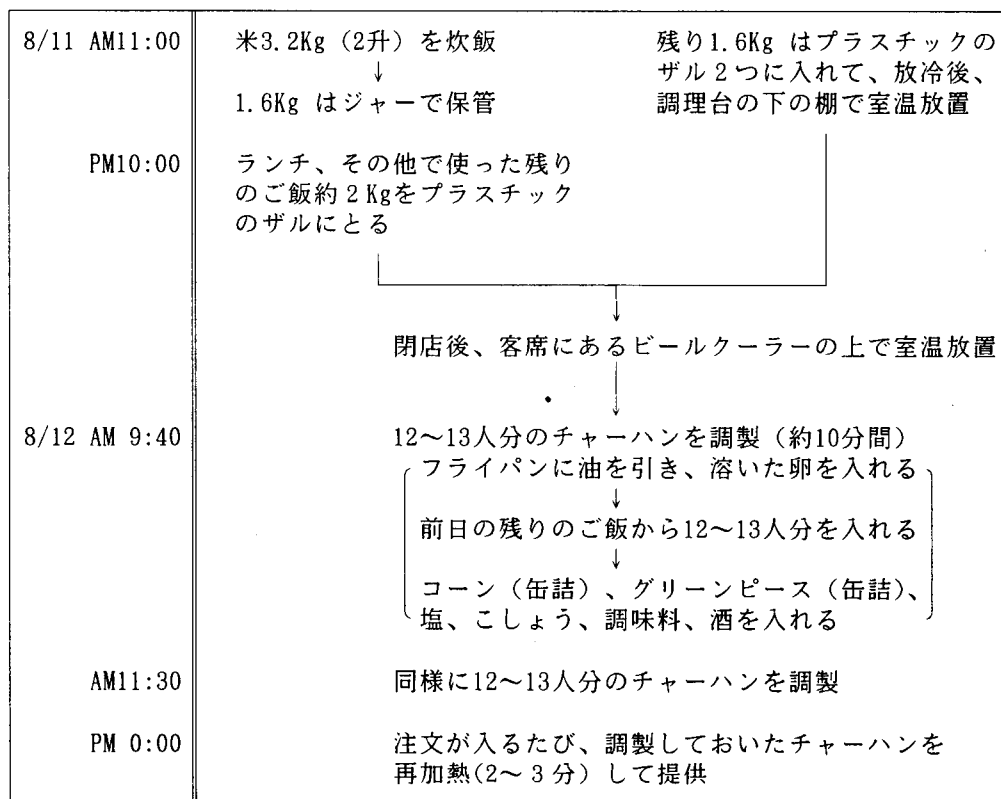 8/11 AM11:00
米3.2Kg（2升）を炊飯
↓
1.6Kg はジャーで保管
残り1.6Kg はプラスチックの
ザル２つに入れて、放冷後、
調理台の下の棚で室温放置
PM10:00
ランチ、その他で使った残り
のご飯約２Kgをプラスチック
のザルにとる
↓
閉店後、客席にあるビールクーラーの上で室温放置
↓
8/12 AM 9:40
12～13人分のチャーハンを調製（約10分間）
フライパンに油を引き、溶いた卵を入れる
↓
前日の残りのご飯から12～13人分を入れる
↓
コーン（缶詰）、グリーンピース（缶詰）、
塩、こしょう、調味料、酒を入れる
AM11:30
同様に12～13人分のチャーハンを調製
PM 0:00
注文が入るたび、調製しておいたチャーハンを
再加熱(2～３分）して提供